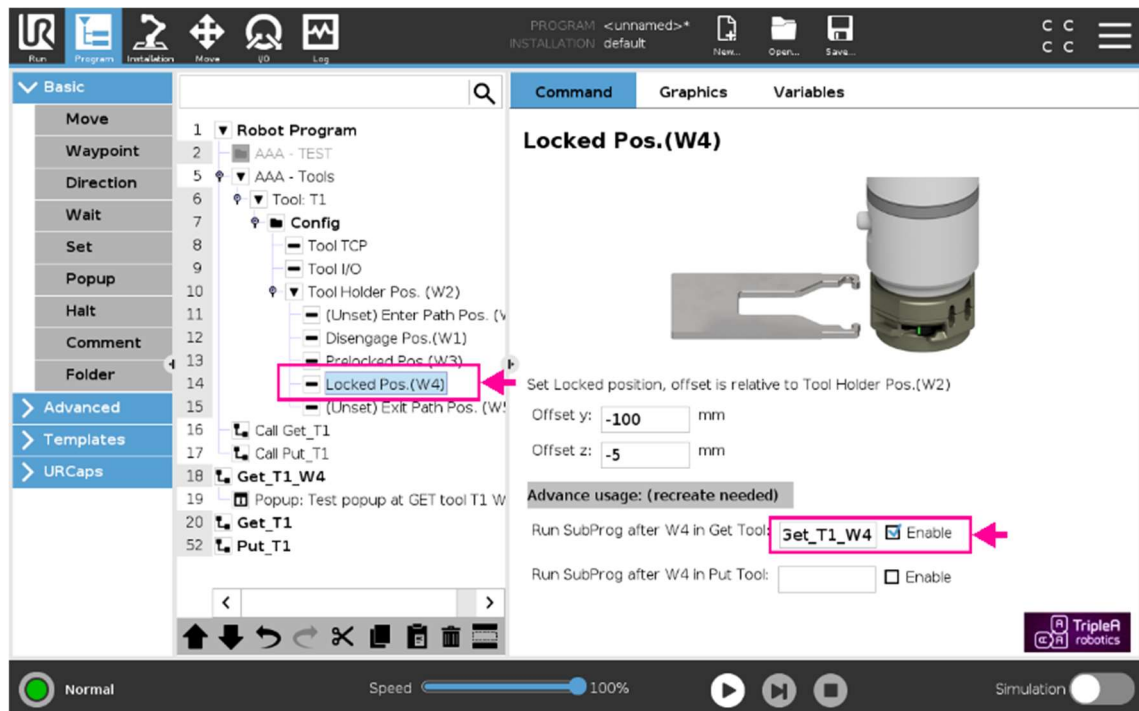 PROGRAM <unnamed>*
INSTALLATION default
Run Program Installation Move I/O Log New... Open... Save...
C C
C C
Basic
Move
Waypoint
Direction
Wait
Set
Popup
Halt
Comment
Folder
Advanced
Templates
URCaps
1 Robot Program
2 AAA - TEST
5 AAA - Tools
6 Tool: T1
7 Config
8 Tool TCP
9 Tool I/O
10 Tool Holder Pos. (W2)
11 (Unset) Enter Path Pos. (
12 Disengage Pos.(W1)
13 Prelocked Pos.(W3)
14 Locked Pos.(W4)
15 (Unset) Exit Path Pos. (W
16 Call Get_T1
17 Call Put_T1
18 Get_T1_W4
19 Popup: Test popup at GET tool T1 W
20 Get_T1
52 Put_T1
Command Graphics Variables
Locked Pos.(W4)
Set Locked position, offset is relative to Tool Holder Pos.(W2)
Offset y: -100 mm
Offset z: -5 mm
Advance usage: (recreate needed)
Run SubProg after W4 in Get Tool: et_T1_W4 Enable
Run SubProg after W4 in Put Tool: Enable
TripleA
robotics
Normal Speed 100% Simulation